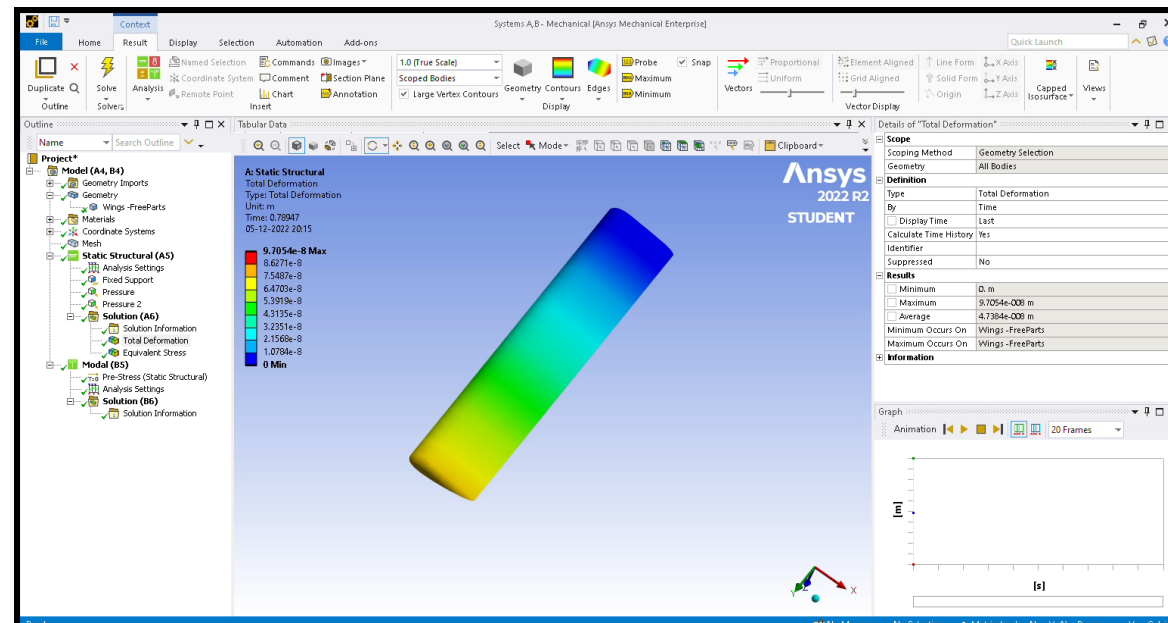 Context
Systems A,B - Mechanical [Ansys Mechanical Enterprise]
File Home Result Display Selection Automation Add-ons
Quick Launch
Duplicate Q
Outline
Solve
Solver
Analysis
Named Selection
Coordinate System
Remote Point
Commands
Comment
Chart
Images
Section Plane
Annotation
Insert
1.0 (True Scale)
Scoped Bodies
Large Vertex Contours
Geometry Contours Edges
Probe
Maximum
Minimum
Snap
Display
Vectors
Proportional
Uniform
Element Aligned
Grid Aligned
Line Form
Solid Form
Origin
X Axis
Y Axis
Z Axis
Vector Display
Capped
Isosurface
Views
Outline
Name
Search Outline
Project*
Model (A4, B4)
Geometry Imports
Geometry
Wings -FreeParts
Materials
Coordinate Systems
Mesh
Static Structural (A5)
Analysis Settings
Fixed Support
Pressure
Pressure 2
Solution (A6)
Solution Information
Total Deformation
Equivalent Stress
Modal (B5)
T=0 Pre-Stress (Static Structural)
Analysis Settings
Solution (B6)
Solution Information
Tabular Data
Select Mode
Clipboard
A: Static Structural
Total Deformation
Type: Total Deformation
Unit: m
Time: 0.78947
05-12-2022 20:15
9.7054e-8 Max
8.6271e-8
7.5487e-8
6.4703e-8
5.3919e-8
4.3135e-8
3.2351e-8
2.1568e-8
1.0784e-8
0 Min
Ansys
2022 R2
STUDENT
Y Z X
Details of "Total Deformation"
Scope
Scoping Method Geometry Selection
Geometry All Bodies
Definition
Type Total Deformation
By Time
Display Time Last
Calculate Time History Yes
Identifier
Suppressed No
Results
Minimum 0. m
Maximum 9.7054e-008 m
Average 4.7384e-008 m
Minimum Occurs On Wings -FreeParts
Maximum Occurs On Wings -FreeParts
Information
Graph
Animation
20 Frames
[m]
[s]